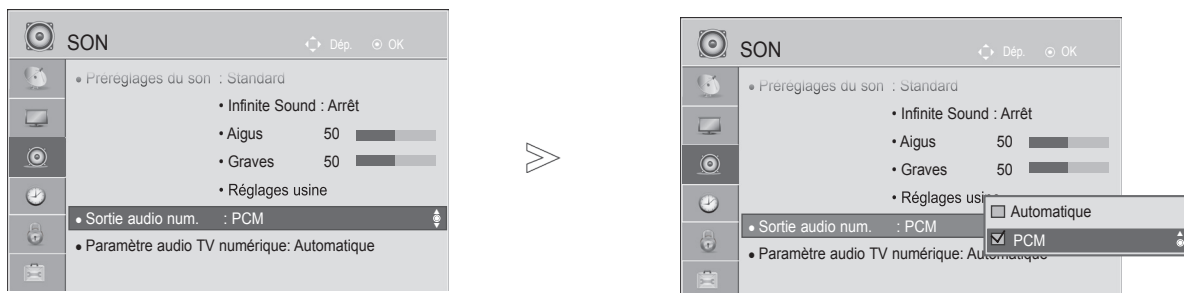 SON
Dép. OK
• Préréglages du son : Standard
• Infinite Sound : Arrêt
• Aigus 50
• Graves 50
• Réglages usine
• Sortie audio num. : PCM
• Paramètre audio TV numérique: Automatique
>
SON
Dép. OK
• Préréglages du son : Standard
• Infinite Sound : Arrêt
• Aigus 50
• Graves 50
• Réglages usine
• Sortie audio num. : PCM
• Paramètre audio TV numérique: Automatique
Automatique
PCM